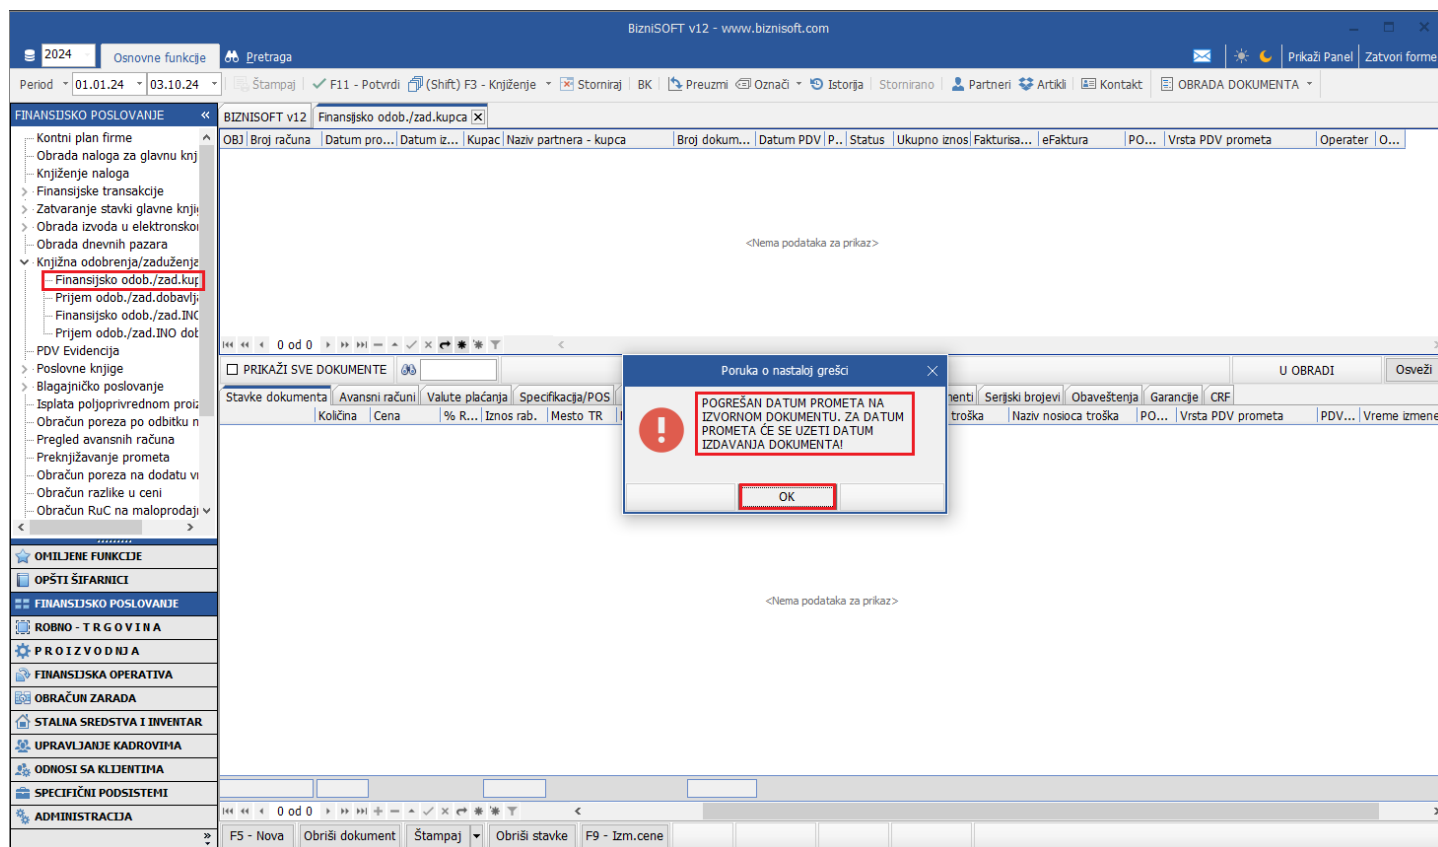 BizniSOFT v12 - www.biznisoft.com
2024 Osnovne funkcije Pretraga Prikaži Panel Zatvori forme
Period 01.01.24 03.10.24 Štampaj F11 - Potvrdi (Shift) F3 - Knjiženje Storniraj BK Preuzmi Označi Istorija Stornirano Partneri Artikli Kontakt OBRADA DOKUMENTA
FINANSIJSKO POSLOVANJE
Kontni plan firme
Obrada naloga za glavnu knj
Knjiženje naloga
Finansijske transakcije
Zatvaranje stavki glavne knji
Obrada izvoda u elektronskoi
Obrada dnevnih pazara
Knjižna odobrenja/zaduženja
Finansijsko odob./zad.kup
Prijem odob./zad.dobavlj
Finansijsko odob./zad.INO
Prijem odob./zad.INO dob
PDV Evidencija
Poslovne knjige
Blagajničko poslovanje
Isplata poljoprivrednom proiz
Obračun poreza po odbitku n
Pregled avansnih računa
Preknjižavanje prometa
Obračun poreza na dodatu vi
Obračun razlike u ceni
Obračun RuC na maloprodaji
OMILJENE FUNKCIJE
OPŠTI ŠIFARNICI
FINANSIJSKO POSLOVANJE
ROBNO - T R G O V I N A
P R O I Z V O D NJ A
FINANSIJSKA OPERATIVA
OBRAČUN ZARADA
STALNA SREDSTVA I INVENTAR
UPRAVLJANJE KADROVIMA
ODNOSI SA KLIJENTIMA
SPECIFIČNI PODSISTEMI
ADMINISTRACIJA
BIZNISOFT v12 Finansijsko odob./zad.kupca
OBJ Broj računa Datum pro... Datum iz... Kupac Naziv partnera - kupca Broj dokum... Datum PDV P.. Status Ukupno iznos Fakturisa... eFaktura PO... Vrsta PDV prometa Operater O...
<Nema podataka za prikaz>
0 od 0
PRIKAŽI SVE DOKUMENTE U OBRADI Osveži
Stavke dokumenta Avansni računi Valute plaćanja Specifikacija/POS nenti Serijski brojevi Obaveštenja Garancije CRF
Količina Cena % R... Iznos rab. Mesto TR troška Naziv nosioca troška PO... Vrsta PDV prometa PDV... Vreme izmene
Poruka o nastaloj grešci
POGREŠAN DATUM PROMETA NA
IZVORNOM DOKUMENTU. ZA DATUM
PROMETA ĆE SE UZETI DATUM
IZDAVANJA DOKUMENTA!
OK
<Nema podataka za prikaz>
0 od 0
F5 - Nova Obriši dokument Štampaj Obriši stavke F9 - Izm.cene